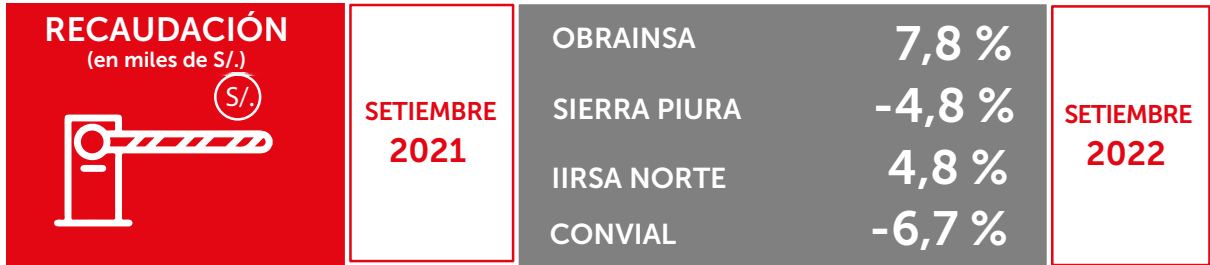 RECAUDACIÓN
(en miles de S/.)
S/.
SETIEMBRE
2021
OBRAINSA 7,8 %
SIERRA PIURA -4,8 %
IIRSA NORTE 4,8 %
CONVIAL -6,7 %
SETIEMBRE
2022